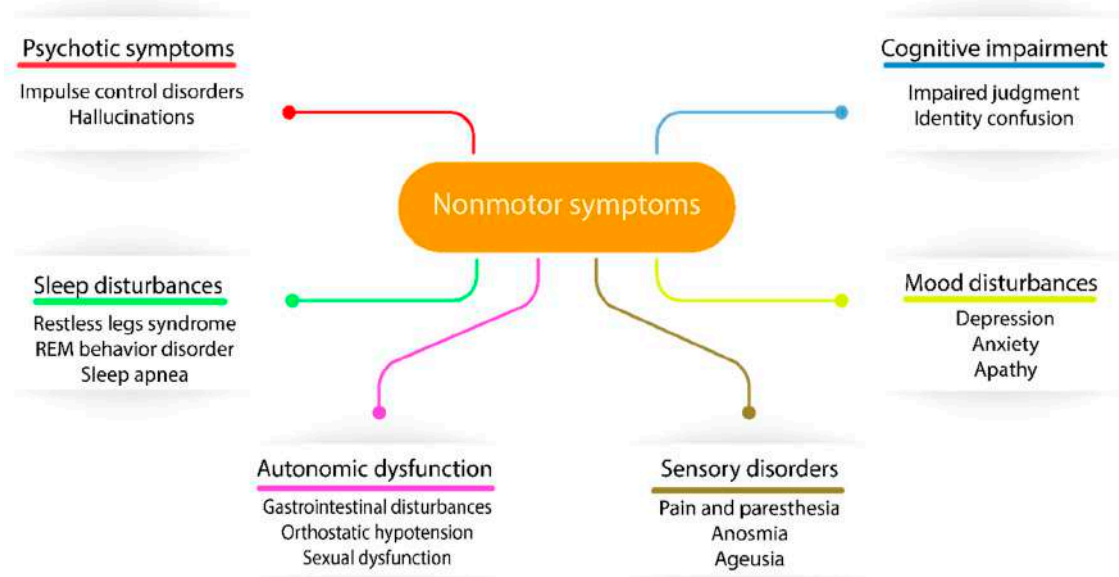 Psychotic symptoms
Impulse control disorders
Hallucinations
Cognitive impairment
Impaired judgment
Identity confusion
Nonmotor symptoms
Sleep disturbances
Restless legs syndrome
REM behavior disorder
Sleep apnea
Mood disturbances
Depression
Anxiety
Apathy
Autonomic dysfunction
Gastrointestinal disturbances
Orthostatic hypotension
Sexual dysfunction
Sensory disorders
Pain and paresthesia
Anosmia
Ageusia